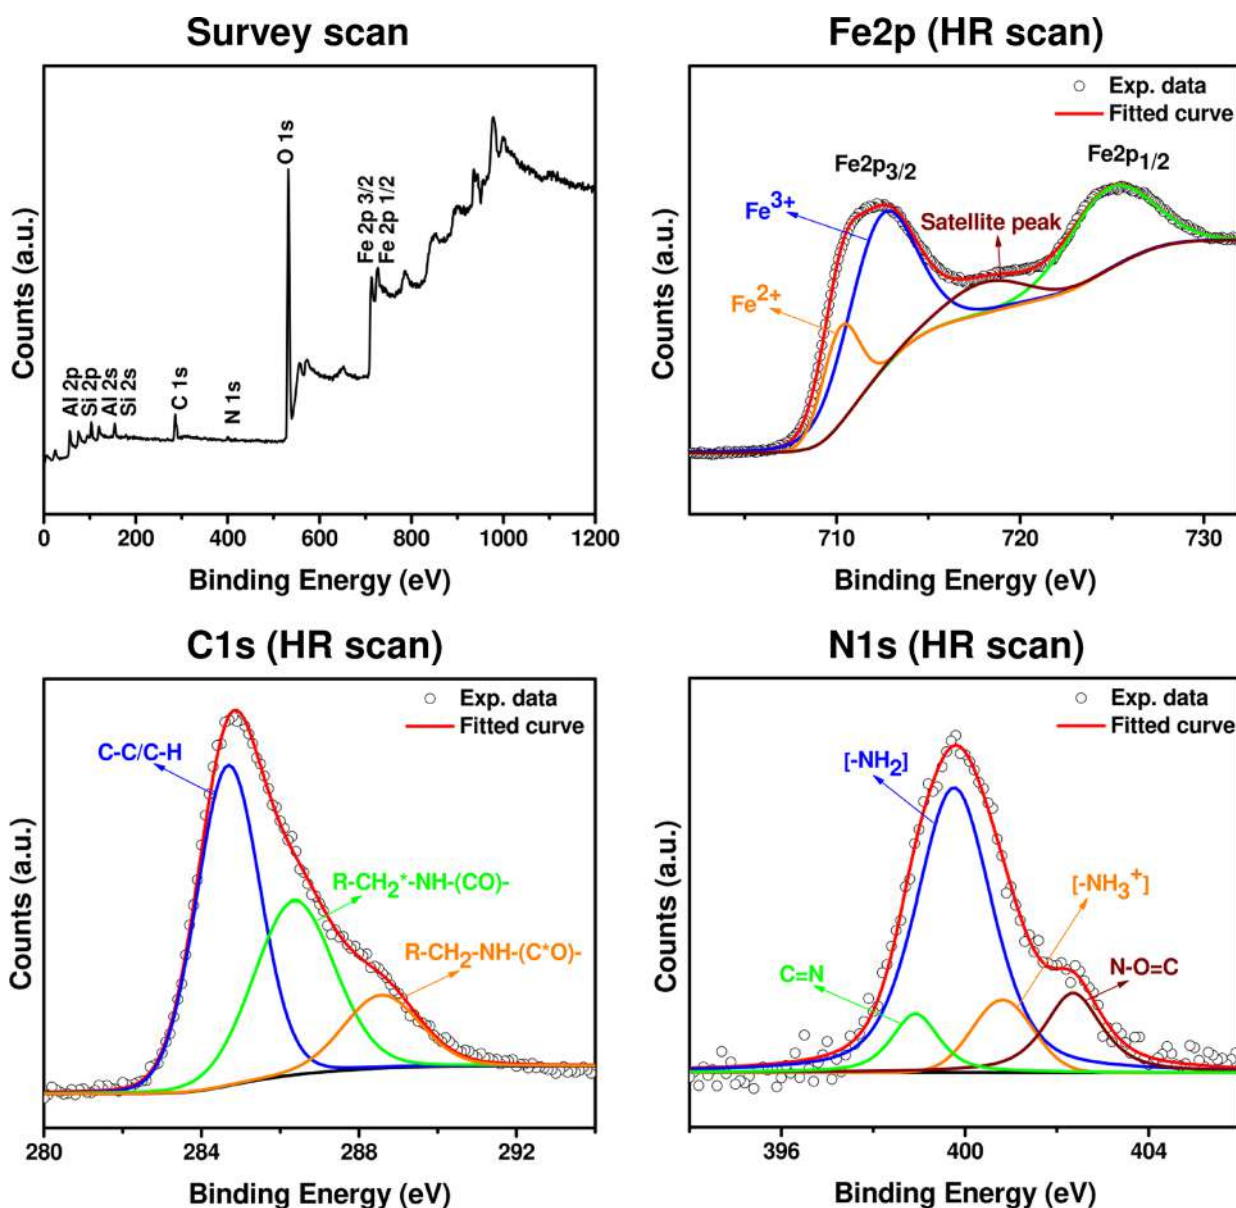 Survey scan
Counts (a.u.)
Al 2p
Si 2p
Al 2s
Si 2s
C 1s
N 1s
O 1s
Fe 2p 3/2
Fe 2p 1/2
0 200 400 600 800 1000 1200
Binding Energy (eV)
Fe2p (HR scan)
Exp. data
Fitted curve
Counts (a.u.)
Fe2p3/2
Fe2p1/2
Fe3+
Satellite peak
Fe2+
710 720 730
Binding Energy (eV)
C1s (HR scan)
Exp. data
Fitted curve
Counts (a.u.)
C-C/C-H
R-CH2*-NH-(CO)-
R-CH2-NH-(C*O)-
280 284 288 292
Binding Energy (eV)
N1s (HR scan)
Exp. data
Fitted curve
Counts (a.u.)
[-NH2]
[-NH3+]
C=N
N-O=C
396 400 404
Binding Energy (eV)